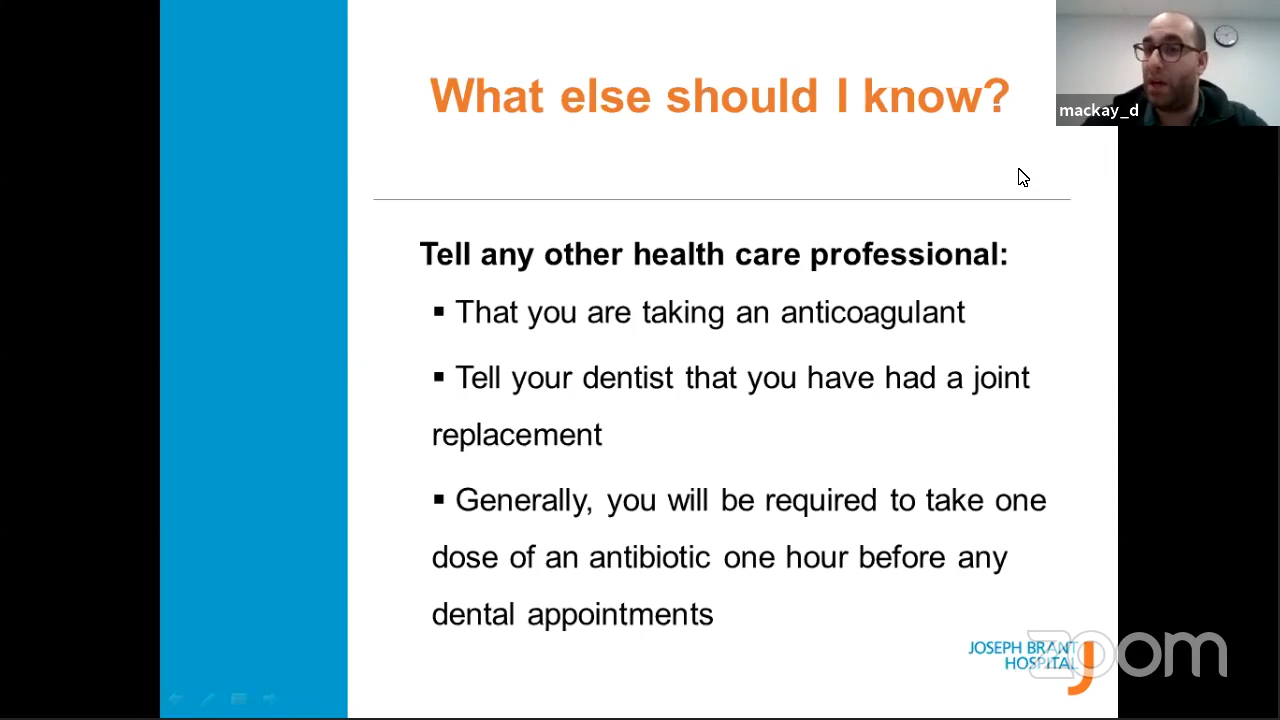 What else should I know?
mackay_d
Tell any other health care professional:
▪ That you are taking an anticoagulant
▪ Tell your dentist that you have had a joint
replacement
▪ Generally, you will be required to take one
dose of an antibiotic one hour before any
dental appointments
JOSEPH BRANT
HOSPITAL
zoom